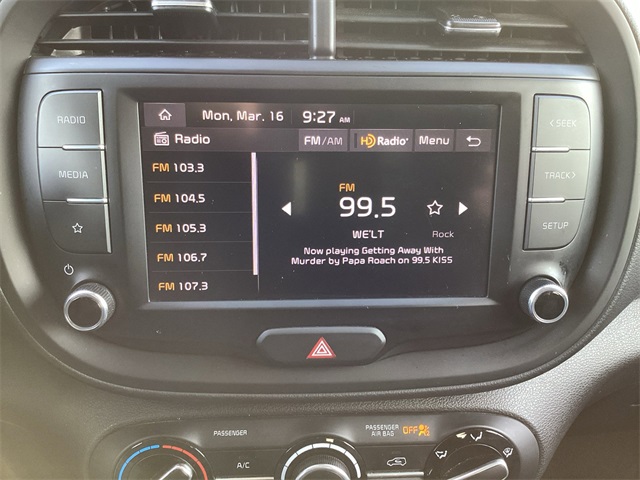 Mon, Mar. 16 9:27 AM
Radio FM/AM HD Radio Menu
RADIO
MEDIA
< SEEK
TRACK >
SETUP
FM 103.3
FM 104.5
FM 105.3
FM 106.7
FM 107.3
FM
99.5
WE'LT Rock
Now playing Getting Away With
Murder by Papa Roach on 99.5 KISS
PASSENGER
PASSENGER
AIR BAG OFF
A/C